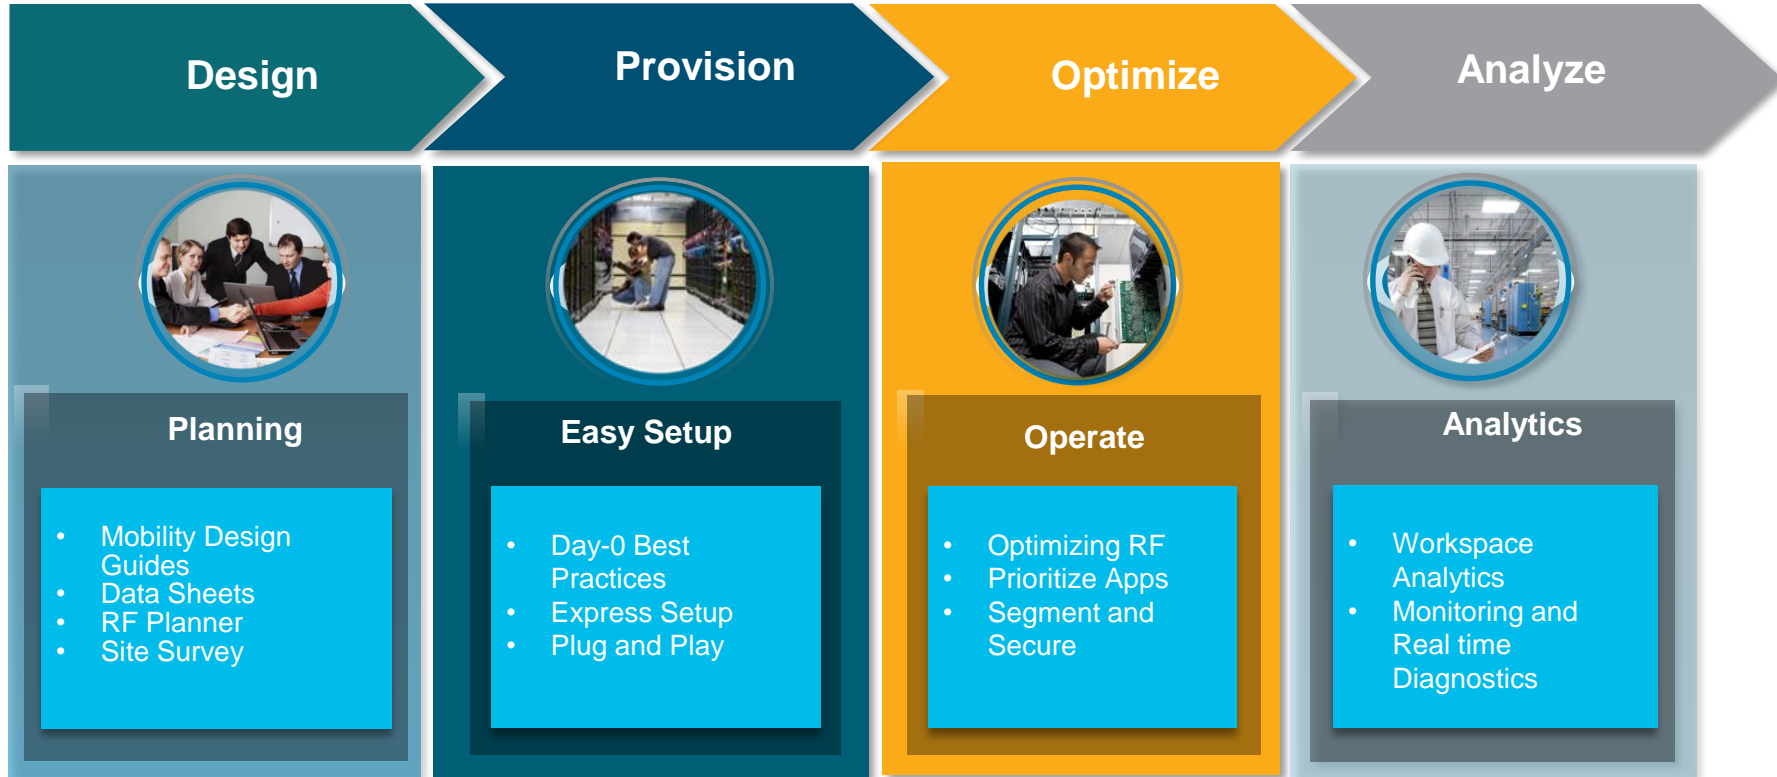 Design
Provision
Optimize
Analyze
Planning
• Mobility Design
Guides
• Data Sheets
• RF Planner
• Site Survey
Easy Setup
• Day-0 Best
Practices
• Express Setup
• Plug and Play
Operate
• Optimizing RF
• Prioritize Apps
• Segment and
Secure
Analytics
• Workspace
Analytics
• Monitoring and
Real time
Diagnostics